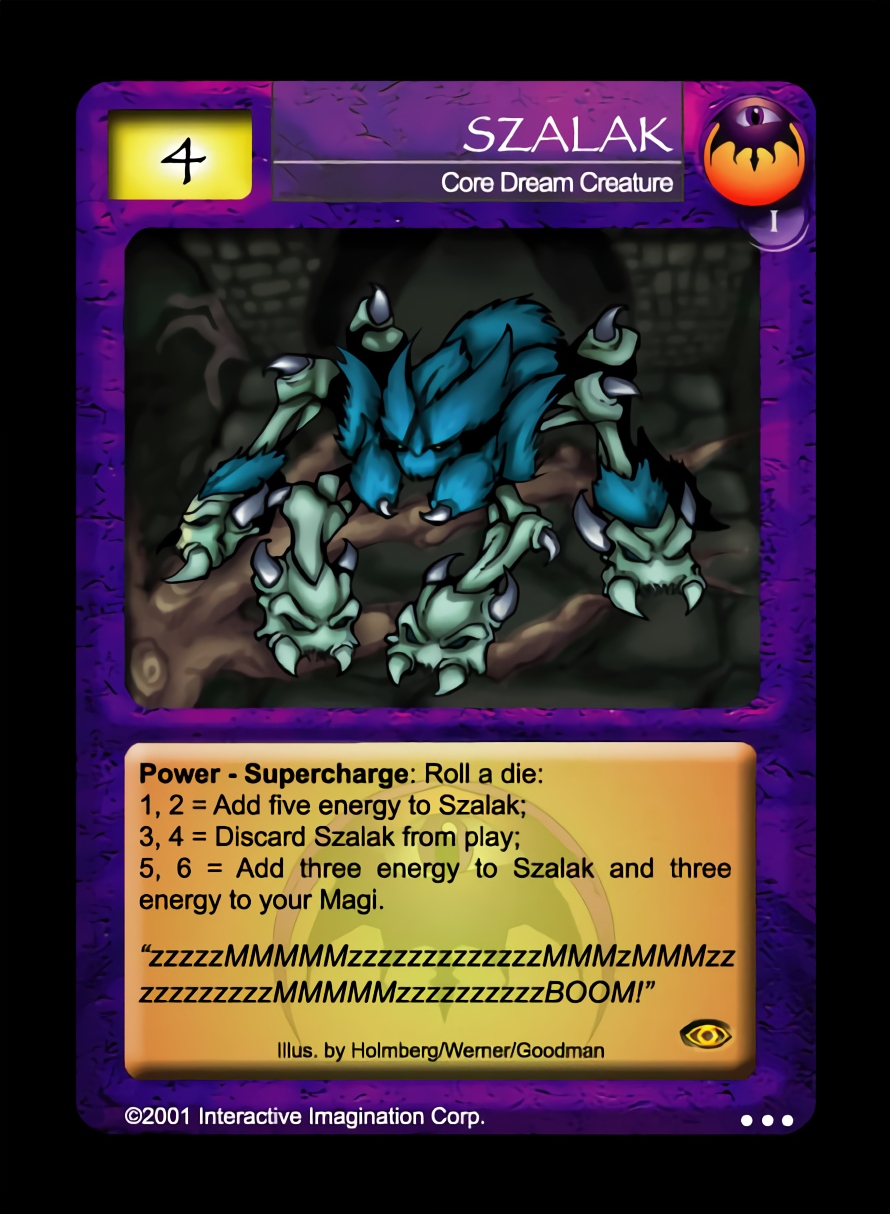 4
SZALAK
Core Dream Creature
I
Power - Supercharge: Roll a die:
1, 2 = Add five energy to Szalak;
3, 4 = Discard Szalak from play;
5, 6 = Add three energy to Szalak and three
energy to your Magi.
“zzzzzMMMMMzzzzzzzzzzzzzMMMzMMMzz
zzzzzzzzzMMMMMzzzzzzzzzzBOOM!”
Illus. by Holmberg/Werner/Goodman
©2001 Interactive Imagination Corp.